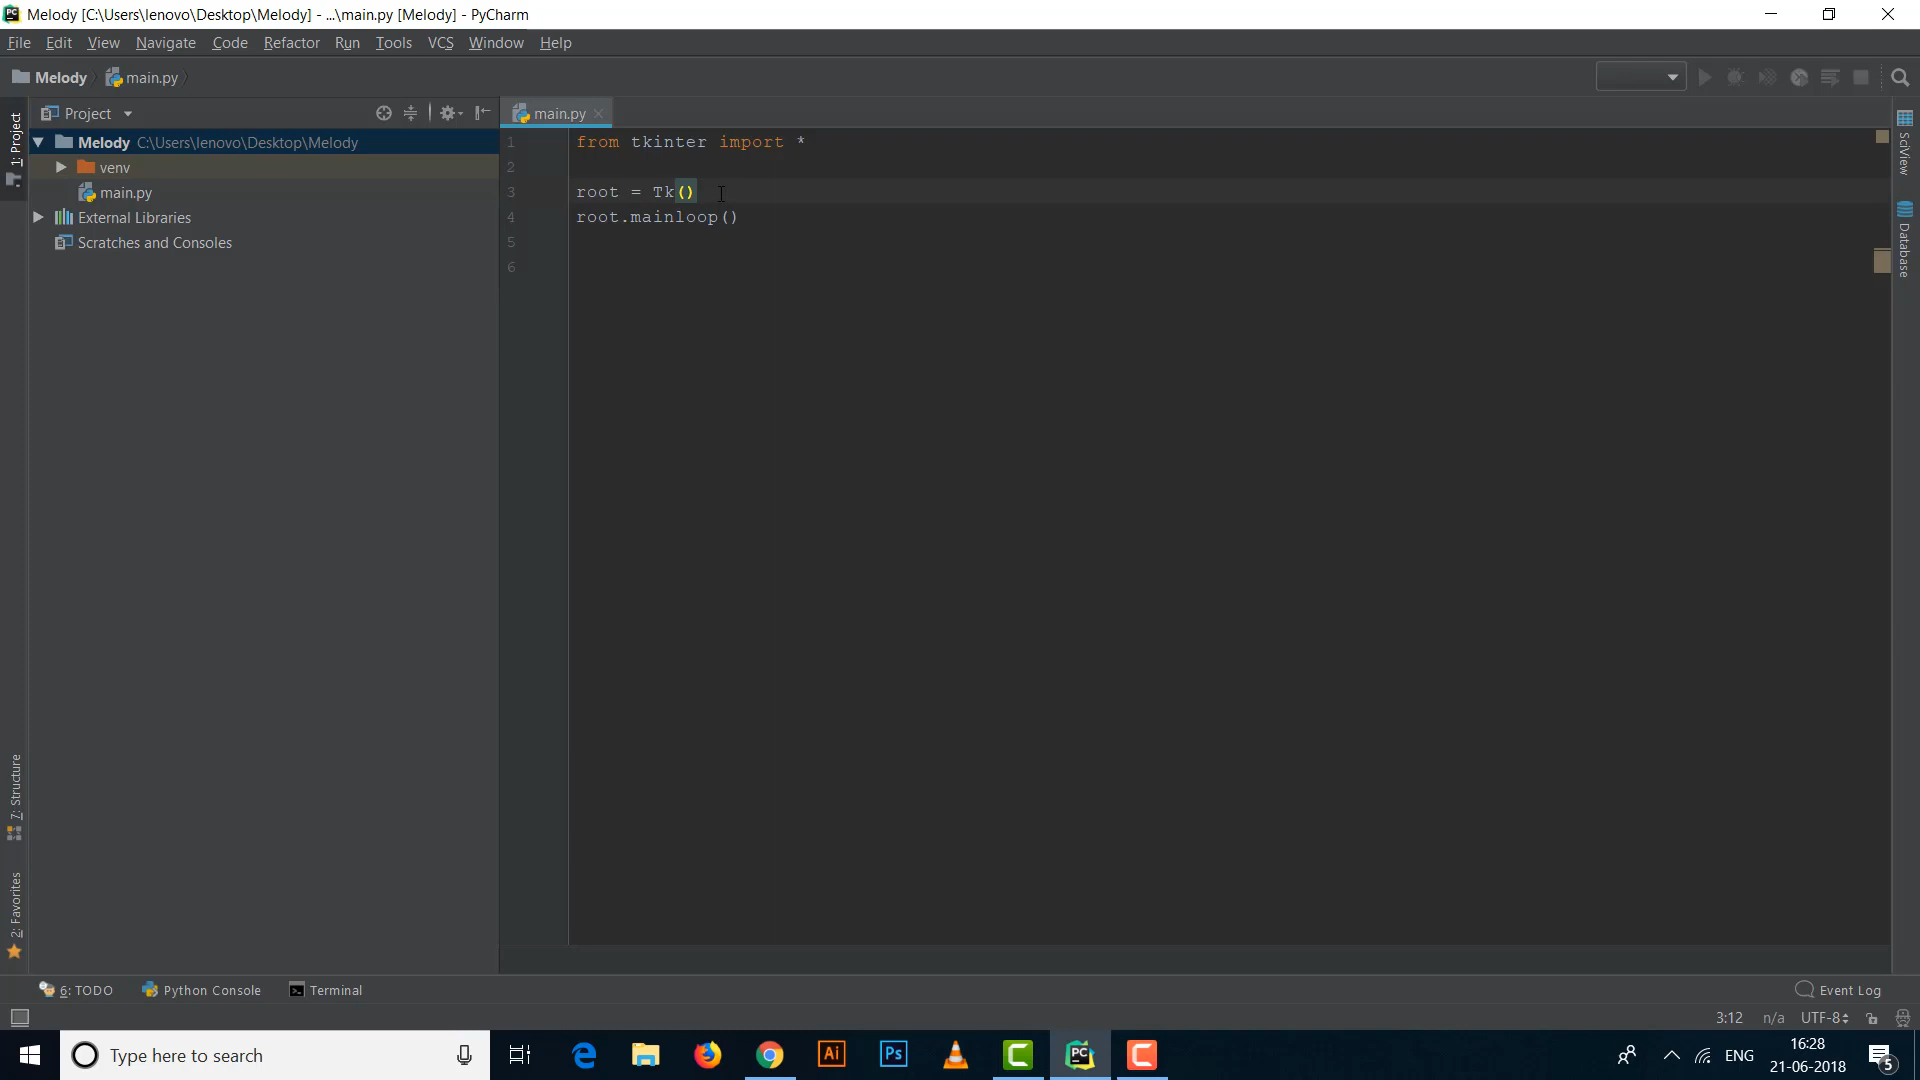 Melody [C:\Users\lenovo\Desktop\Melody] - ...\main.py [Melody] - PyCharm
File Edit View Navigate Code Refactor Run Tools VCS Window Help
Melody main.py
Project
main.py
1: Project
Melody C:\Users\lenovo\Desktop\Melody
venv
main.py
External Libraries
Scratches and Consoles
1 from tkinter import *
2
3 root = Tk()
4 root.mainloop()
5
6
SciView
Database
7: Structure
2: Favorites
6: TODO Python Console Terminal
Event Log
3:12 n/a UTF-8
Type here to search
Ai
Ps
PC
ENG
16:28
21-06-2018
5